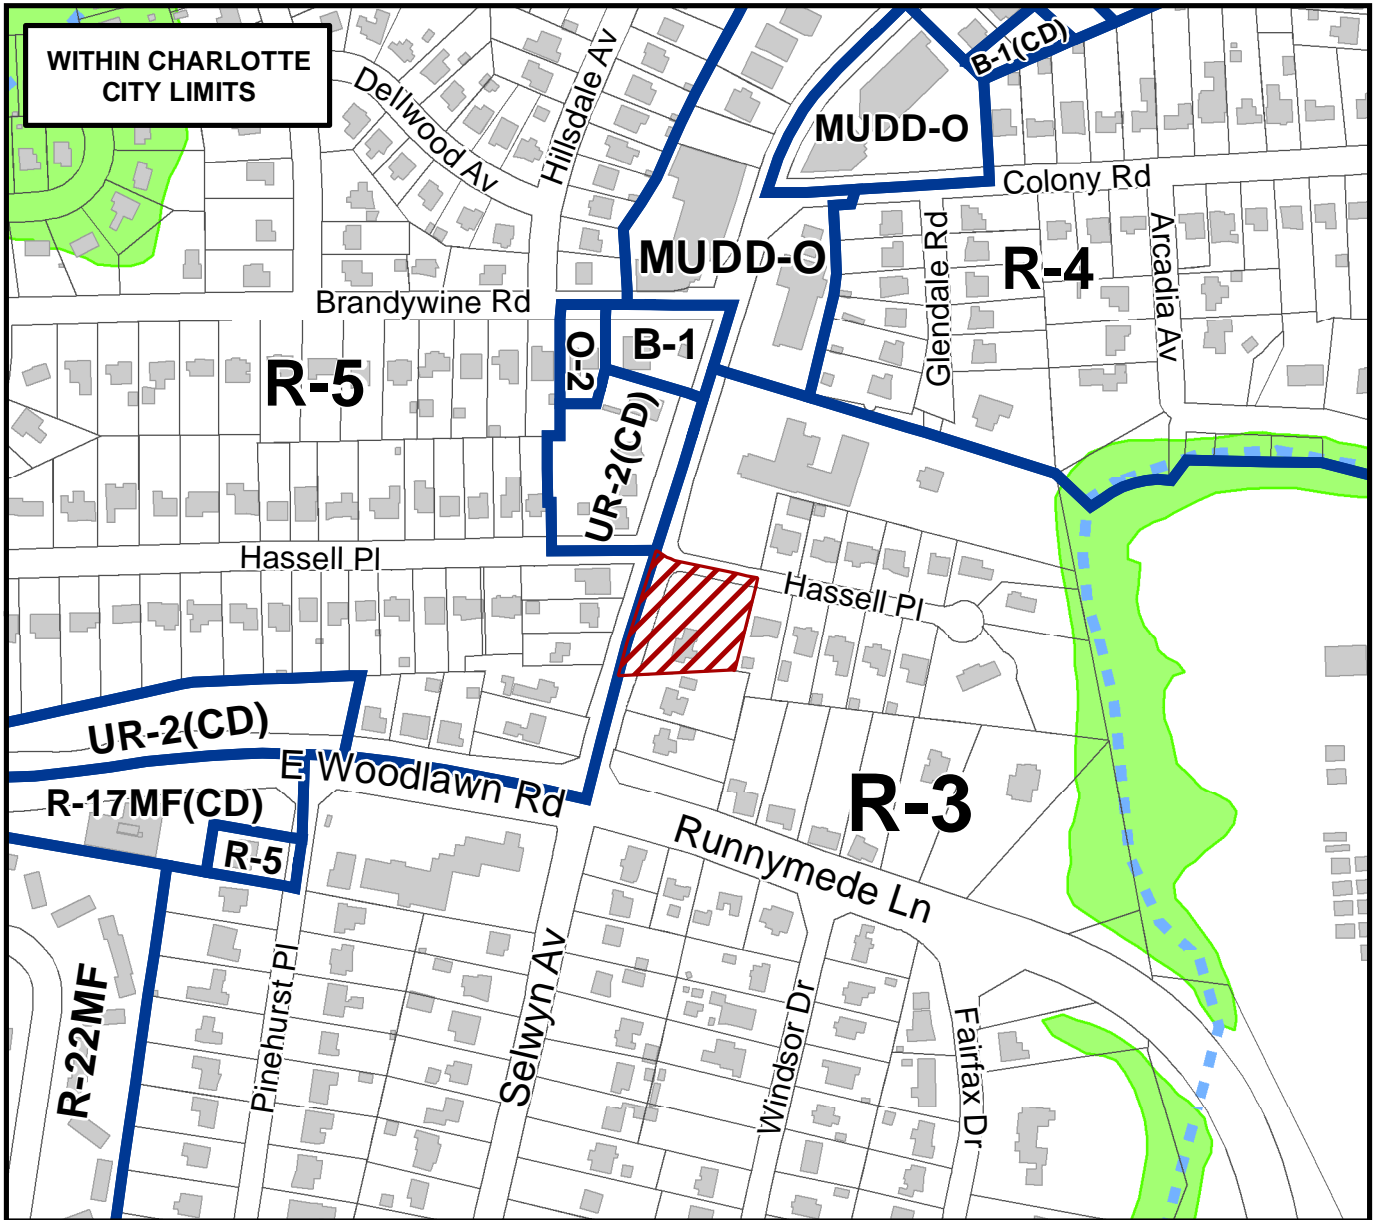 WITHIN CHARLOTTE
CITY LIMITS
Dellwood Av
Hillsdale Av
B-1(CD)
MUDD-O
Colony Rd
Glendale Rd
R-4
Arcadia Av
MUDD-O
Brandywine Rd
O-2
B-1
R-5
UR-2(CD)
Hassell Pl
Hassell Pl
UR-2(CD)
E Woodlawn Rd
R-17MF(CD)
R-5
R-3
Runnymede Ln
R-22MF
Pinehurst Pl
Selwyn Av
Windsor Dr
Fairfax Dr